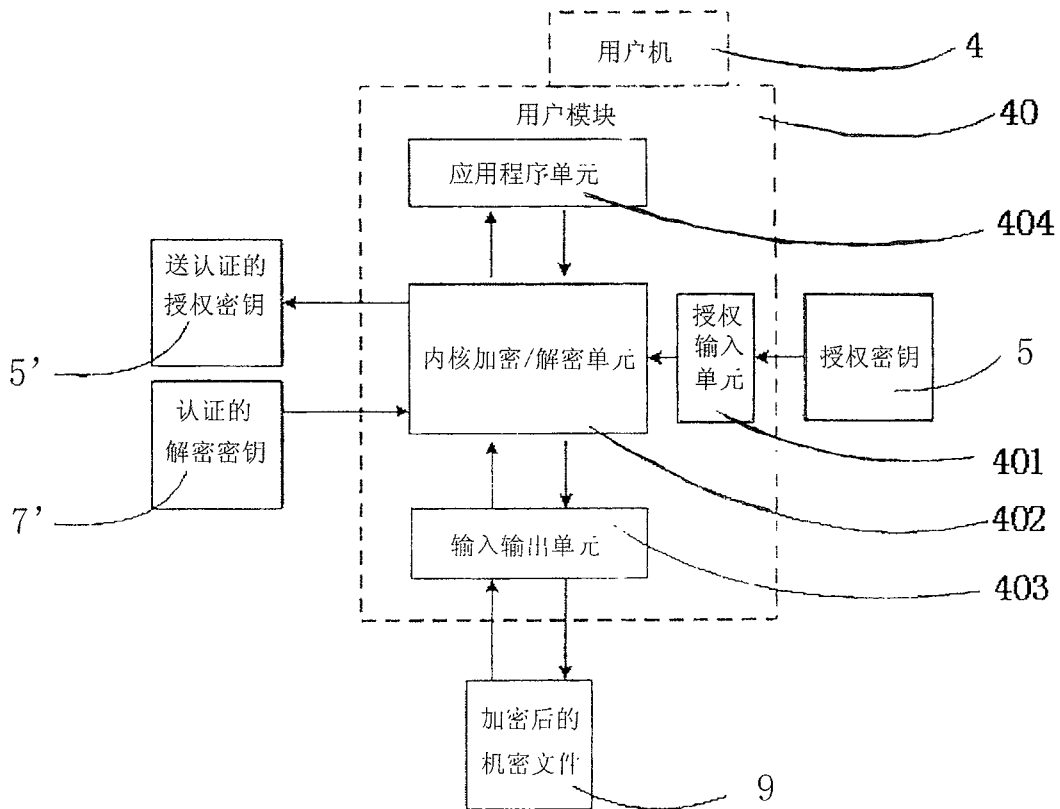 用户机
4
用户模块
40
应用程序单元
404
送认证的
授权密钥
5'
内核加密/解密单元
授权
输入
单元
授权密钥
5
认证的
解密密钥
7'
401
402
输入输出单元
403
加密后的
机密文件
9